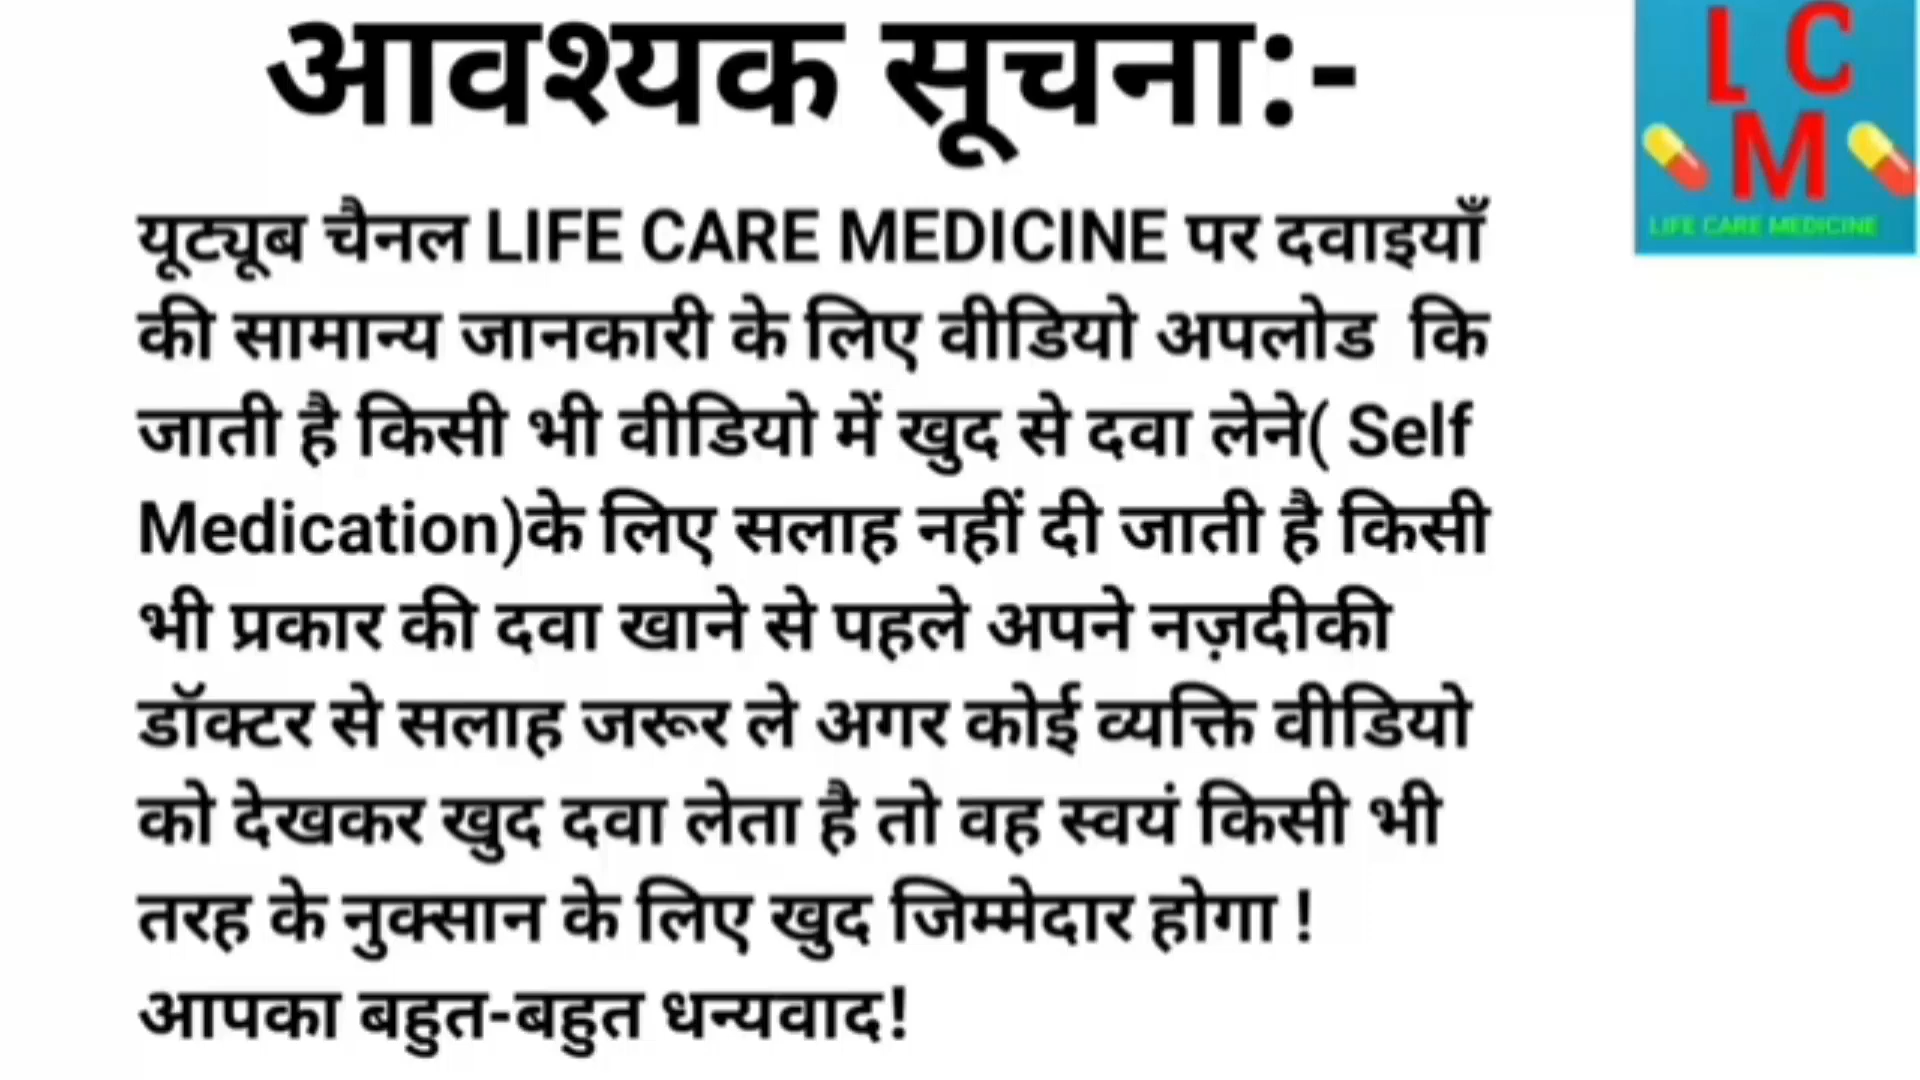 आवश्यक सूचना:-
L C
M
LIFE CARE MEDICINE
यूट्यूब चैनल LIFE CARE MEDICINE पर दवाइयाँ
की सामान्य जानकारी के लिए वीडियो अपलोड कि
जाती है किसी भी वीडियो में खुद से दवा लेने( Self
Medication)के लिए सलाह नहीं दी जाती है किसी
भी प्रकार की दवा खाने से पहले अपने नज़दीकी
डॉक्टर से सलाह जरूर ले अगर कोई व्यक्ति वीडियो
को देखकर खुद दवा लेता है तो वह स्वयं किसी भी
तरह के नुक्सान के लिए खुद जिम्मेदार होगा !
आपका बहुत-बहुत धन्यवाद!